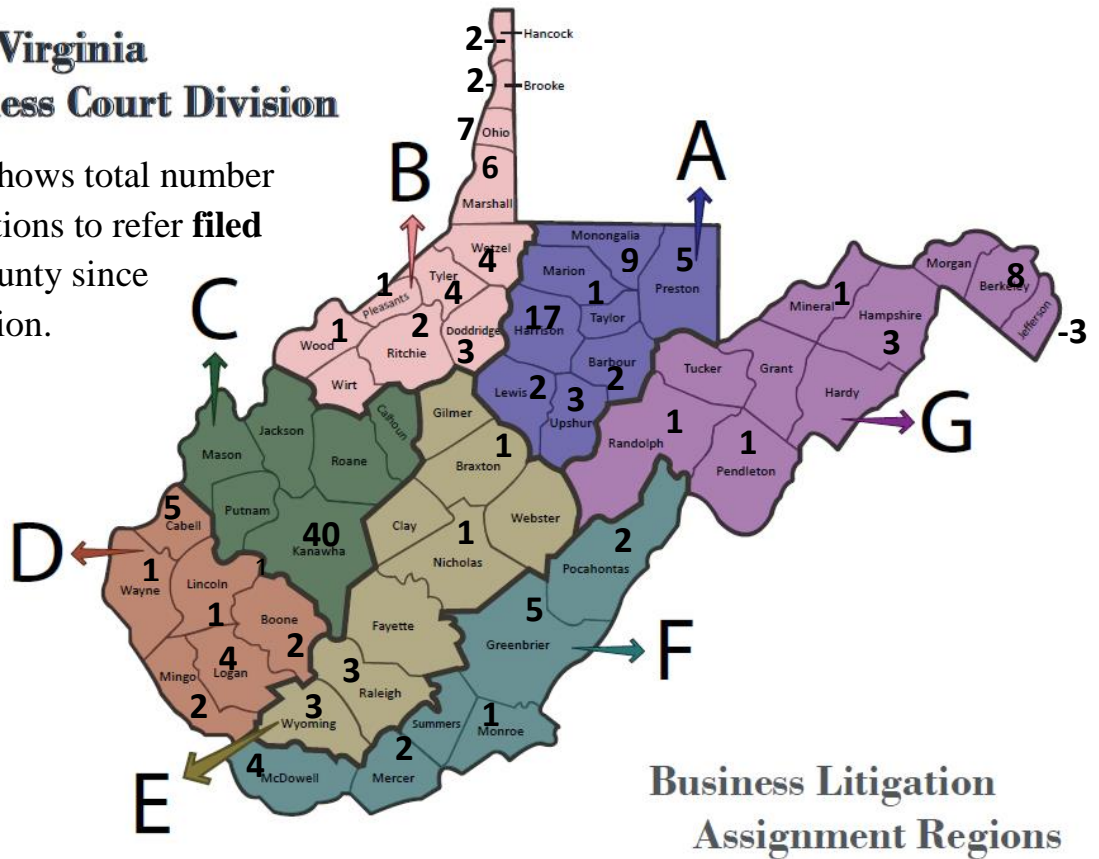 Virginia
ess Court Division
hows total number
tions to refer filed
unty since
ion.
2-- Hancock
2- Brooke
7 Ohio
6
Marshall
A
B
C
Wetzel
4
Tyler
4
1
Pleasants
2
Ritchie
Doddridge
3
1
Wood
Wirt
Monongalia
9
5
Preston
Marion
1
17
Harrison
Taylor
Barbour
2
Lewis 2
3
Upshur
Morgan
8
Berkeley
Jefferson
-3
Mineral 1
Hampshire
3
Tucker
Grant
Hardy
G
1
Randolph
1
Pendleton
Calhoun
Jackson
Mason
Roane
Putnam
40
Kanawha
Gilmer
1
Braxton
Clay
Webster
1
Nicholas
5
Cabell
D
1
Wayne
Lincoln
1
1
Boone
2
4
Logan
Mingo
2
Fayette
3
Raleigh
3
Wyoming
E
2
Pocahontas
5
Greenbrier
F
Summers
1
Monroe
2
Mercer
4
McDowell
Business Litigation
Assignment Regions